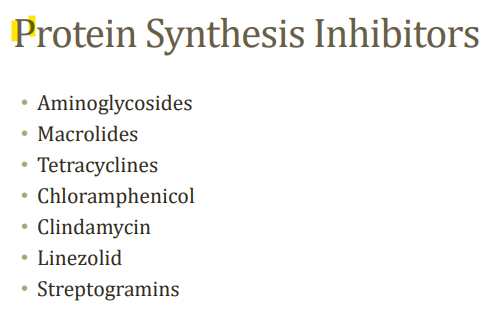 Protein Synthesis Inhibitors
• Aminoglycosides
• Macrolides
• Tetracyclines
• Chloramphenicol
• Clindamycin
• Linezolid
• Streptogramins